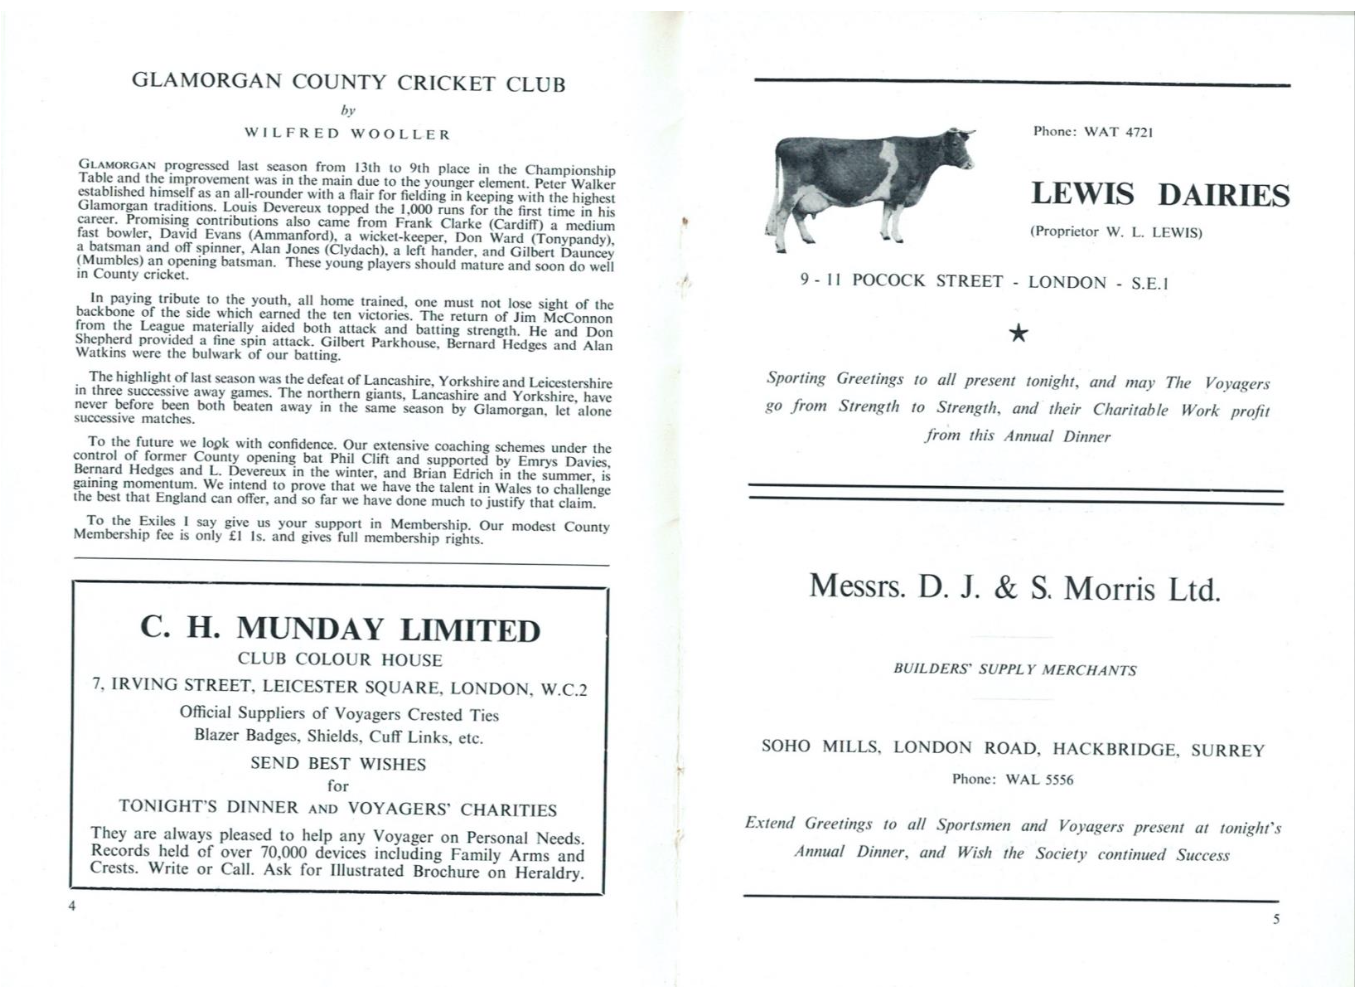 GLAMORGAN COUNTY CRICKET CLUB
by
WILFRED WOOLLER
GLAMORGAN progressed last season from 13th to 9th place in the Championship
Table and the improvement was in the main due to the younger element. Peter Walker
established himself as an all-rounder with a flair for fielding in keeping with the highest
Glamorgan traditions. Louis Devereux topped the 1,000 runs for the first time in his
career. Promising contributions also came from Frank Clarke (Cardiff) a medium
fast bowler, David Evans (Ammanford), a wicket-keeper, Don Ward (Tonypandy),
a batsman and off spinner, Alan Jones (Clydach), a left hander, and Gilbert Dauncey
(Mumbles) an opening batsman. These young players should mature and soon do well
in County cricket.
In paying tribute to the youth, all home trained, one must not lose sight of the
backbone of the side which earned the ten victories. The return of Jim McConnon
from the League materially aided both attack and batting strength. He and Don
Shepherd provided a fine spin attack. Gilbert Parkhouse, Bernard Hedges and Alan
Watkins were the bulwark of our batting.
The highlight of last season was the defeat of Lancashire, Yorkshire and Leicestershire
in three successive away games. The northern giants, Lancashire and Yorkshire, have
never before been both beaten away in the same season by Glamorgan, let alone
successive matches.
To the future we look with confidence. Our extensive coaching schemes under the
control of former County opening bat Phil Clift and supported by Emrys Davies,
Bernard Hedges and L. Devereux in the winter, and Brian Edrich in the summer, is
gaining momentum. We intend to prove that we have the talent in Wales to challenge
the best that England can offer, and so far we have done much to justify that claim.
To the Exiles I say give us your support in Membership. Our modest County
Membership fee is only £1 1s. and gives full membership rights.
C. H. MUNDAY LIMITED
CLUB COLOUR HOUSE
7, IRVING STREET, LEICESTER SQUARE, LONDON, W.C.2
Official Suppliers of Voyagers Crested Ties
Blazer Badges, Shields, Cuff Links, etc.
SEND BEST WISHES
for
TONIGHT'S DINNER AND VOYAGERS' CHARITIES
They are always pleased to help any Voyager on Personal Needs.
Records held of over 70,000 devices including Family Arms and
Crests. Write or Call. Ask for Illustrated Brochure on Heraldry.
4
Phone: WAT 4721
LEWIS DAIRIES
(Proprietor W. L. LEWIS)
9 - 11 POCOCK STREET - LONDON - S.E.1
★
Sporting Greetings to all present tonight, and may The Voyagers
go from Strength to Strength, and their Charitable Work profit
from this Annual Dinner
Messrs. D. J. & S. Morris Ltd.
BUILDERS' SUPPLY MERCHANTS
SOHO MILLS, LONDON ROAD, HACKBRIDGE, SURREY
Phone: WAL 5556
Extend Greetings to all Sportsmen and Voyagers present at tonight's
Annual Dinner, and Wish the Society continued Success
5